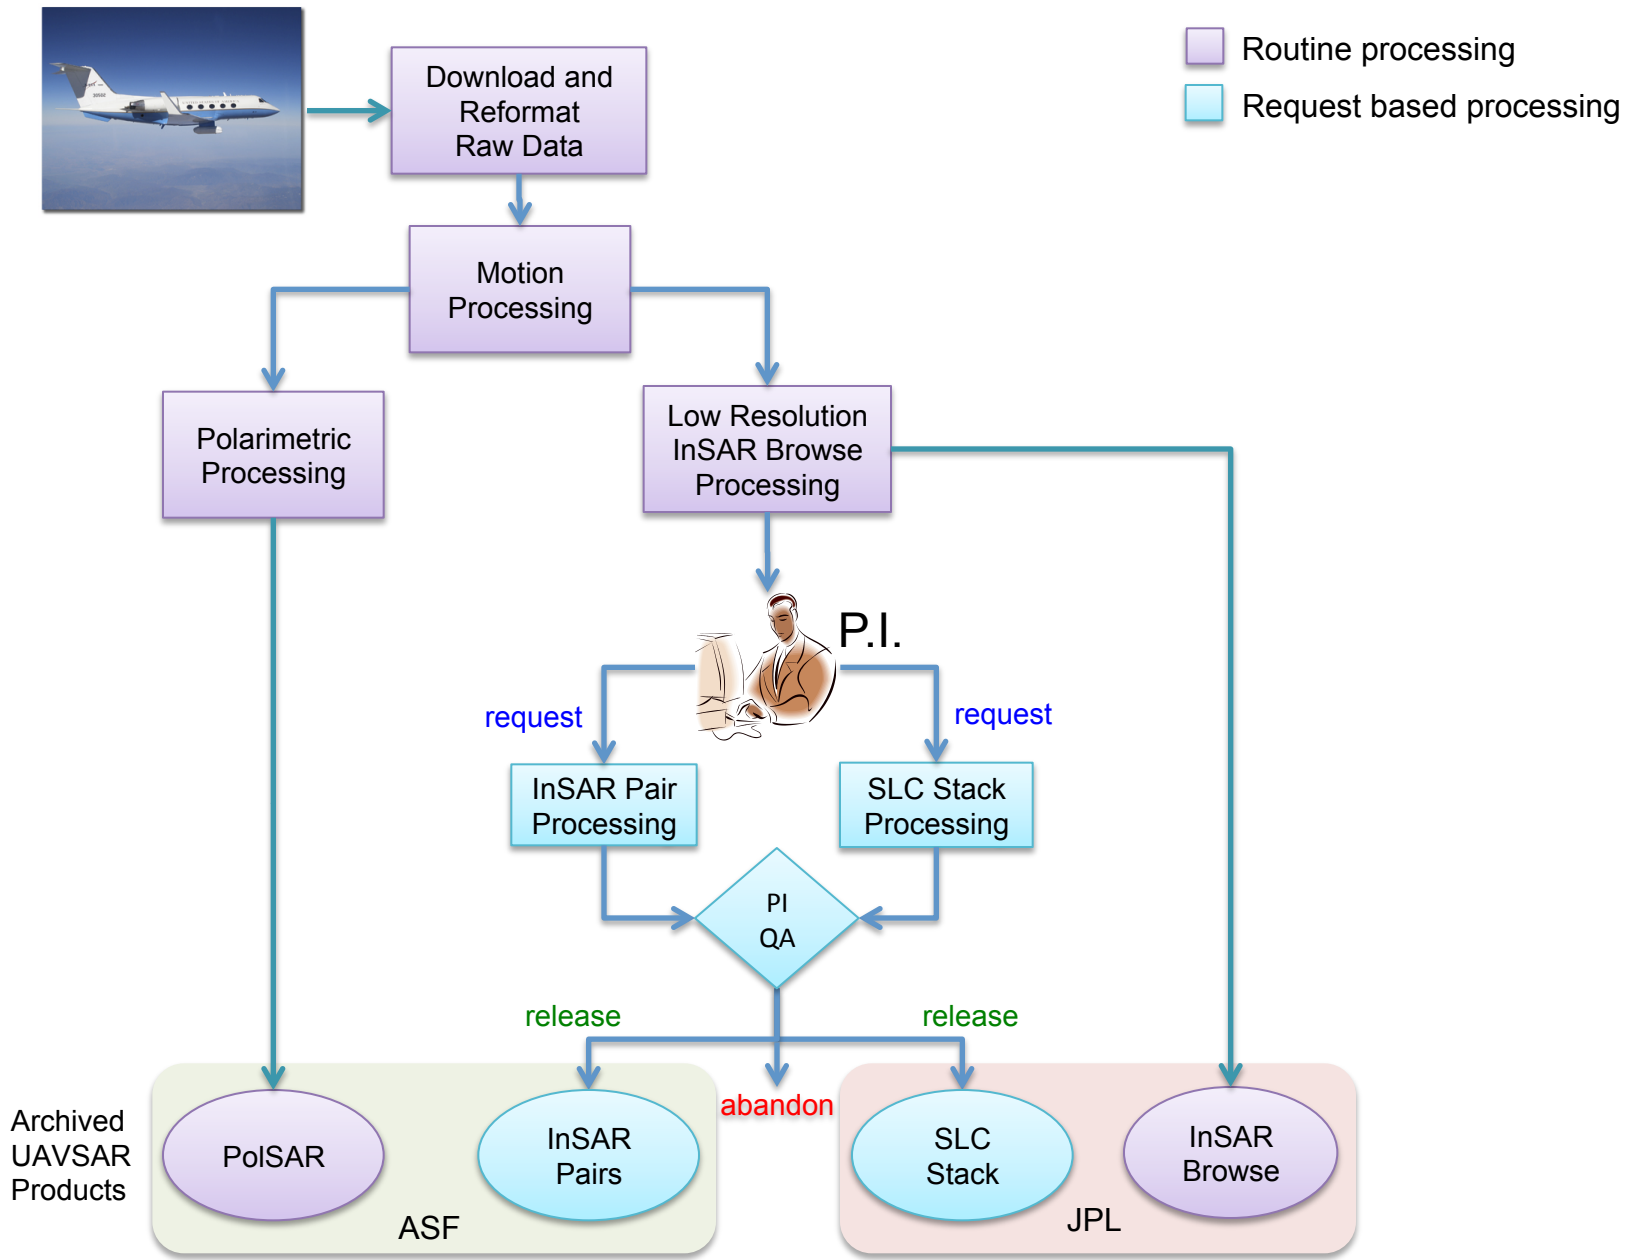 Routine processing
Request based processing
Download and
Reformat
Raw Data
Motion
Processing
Polarimetric
Processing
Low Resolution
InSAR Browse
Processing
P.I.
request
request
InSAR Pair
Processing
SLC Stack
Processing
PI
QA
release
release
abandon
Archived
UAVSAR
Products
PolSAR
InSAR
Pairs
SLC
Stack
InSAR
Browse
ASF
JPL